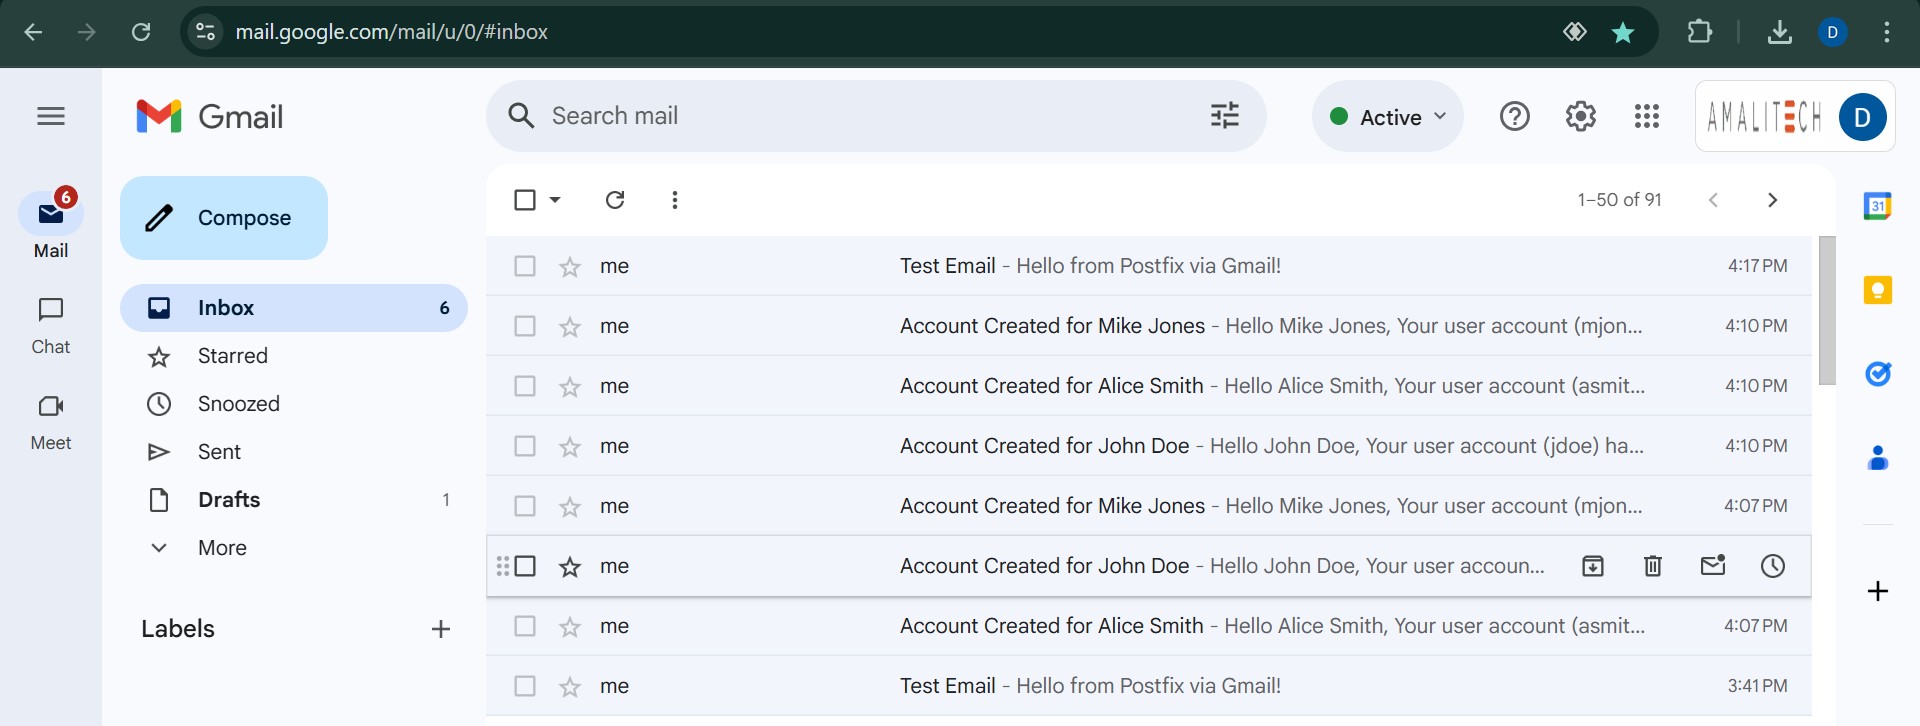 mail.google.com/mail/u/0/#inbox
D
Gmail
Search mail
Active
AMALITECH
D
6
Mail
Compose
1–50 of 91
31
Inbox 6
Starred
Snoozed
Sent
Drafts 1
More
Labels
Chat
Meet
me Test Email - Hello from Postfix via Gmail! 4:17 PM
me Account Created for Mike Jones - Hello Mike Jones, Your user account (mjon... 4:10 PM
me Account Created for Alice Smith - Hello Alice Smith, Your user account (asmit... 4:10 PM
me Account Created for John Doe - Hello John Doe, Your user account (jdoe) ha... 4:10 PM
me Account Created for Mike Jones - Hello Mike Jones, Your user account (mjon... 4:07 PM
me Account Created for John Doe - Hello John Doe, Your user accoun...
me Account Created for Alice Smith - Hello Alice Smith, Your user account (asmit... 4:07 PM
me Test Email - Hello from Postfix via Gmail! 3:41 PM